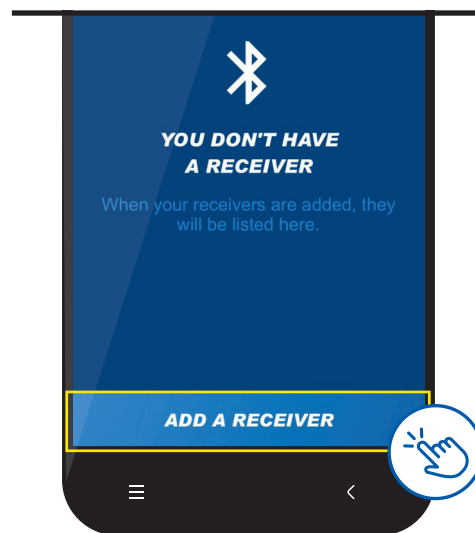 YOU DON'T HAVE
A RECEIVER
When your receivers are added, they
will be listed here.
ADD A RECEIVER